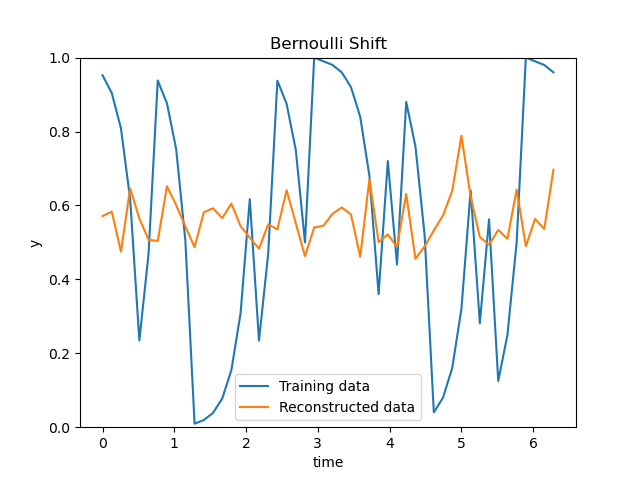 Bernoulli Shift
1.0
0.8
0.6
0.4
0.2
0.0
y
Training data
Reconstructed data
0 1 2 3 4 5 6
time